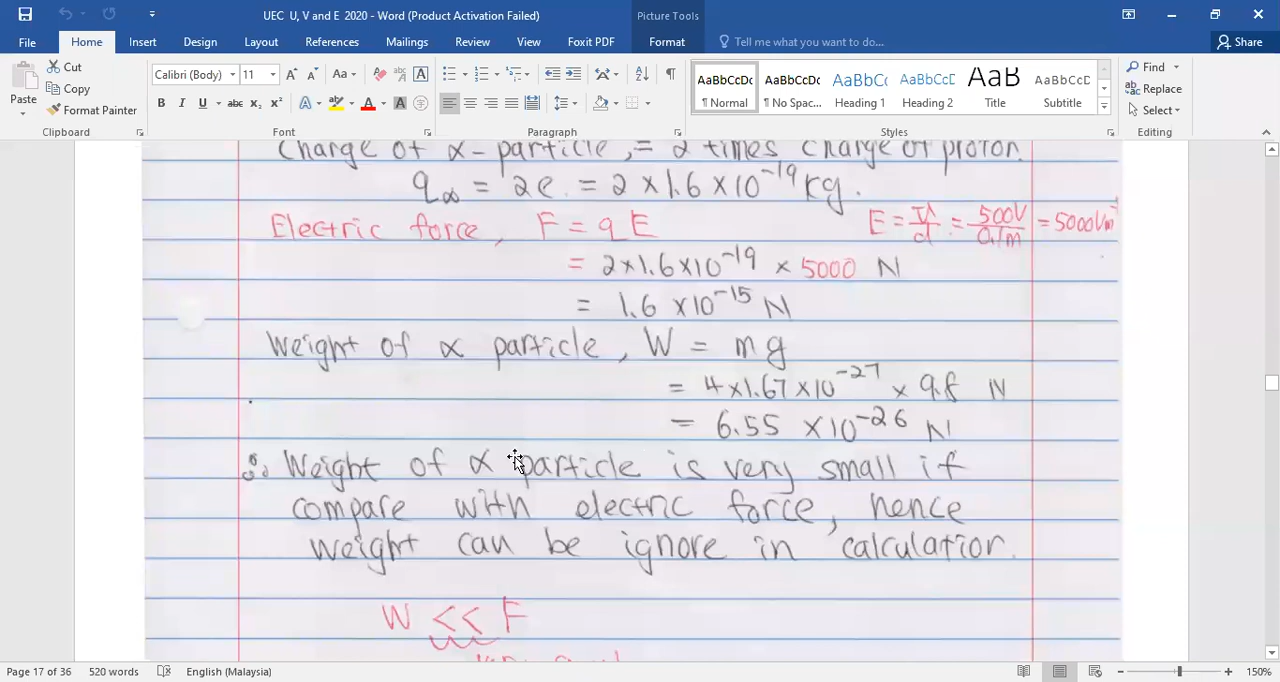 UEC U, V and E 2020 - Word (Product Activation Failed)
Picture Tools
File Home Insert Design Layout References Mailings Review View Foxit PDF Format Tell me what you want to do... Share
Paste
Cut
Copy
Format Painter
Clipboard
Calibri (Body) 11
Font
Paragraph
AaBbCcDc ¶ Normal
AaBbCcDc ¶ No Spac...
AaBbCc Heading 1
AaBbCcC Heading 2
AaB Title
AaBbCcD Subtitle
Styles
Find
Replace
Select
Editing
Charge of α-particle, = 2 times charge of proton.
qα = 2e. = 2 × 1.6 × 10⁻¹⁹ kg.
Electric force, F = qE
E = V/d = 500V/0.1m = 5000Vm⁻¹
= 2×1.6×10⁻¹⁹ × 5000 N
= 1.6 ×10⁻¹⁵ N
Weight of α particle, W = mg
= 4×1.67×10⁻²⁷ × 9.8 N
= 6.55 ×10⁻²⁶ N
∴ Weight of α particle is very small if
compare with electric force, hence
weight can be ignore in calculation.
W << F
Page 17 of 36 520 words English (Malaysia) 150%